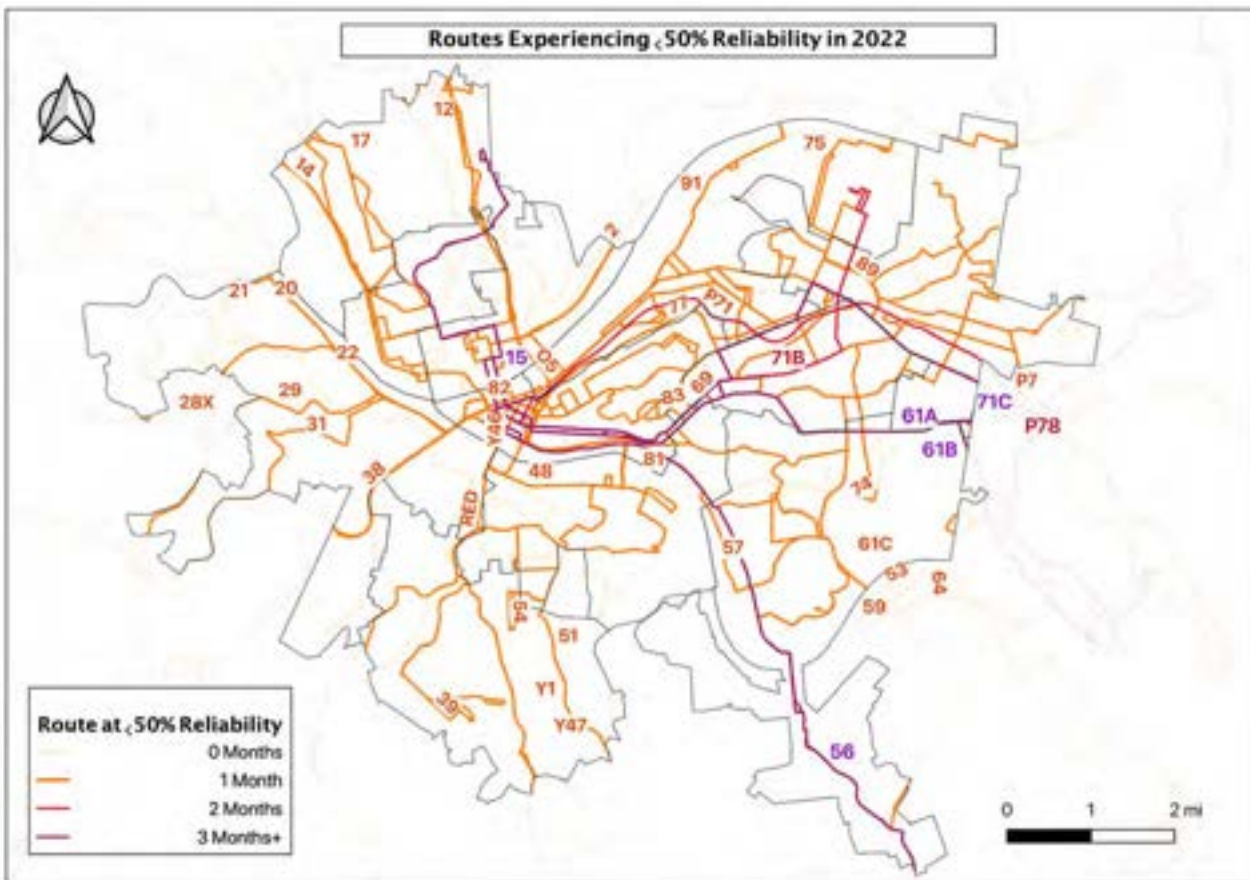 Routes Experiencing <50% Reliability in 2022
12
17
14
75
91
2
89
21
20
77
P71
15
O5
71B
22
82
69
83
P7
71C
28X
29
61A
P78
31
Y46
61B
38
48
81
74
RED
57
61C
53
64
59
54
51
Y1
39
Y47
56
Route at <50% Reliability
0 Months
1 Month
2 Months
3 Months+
0 1 2 mi